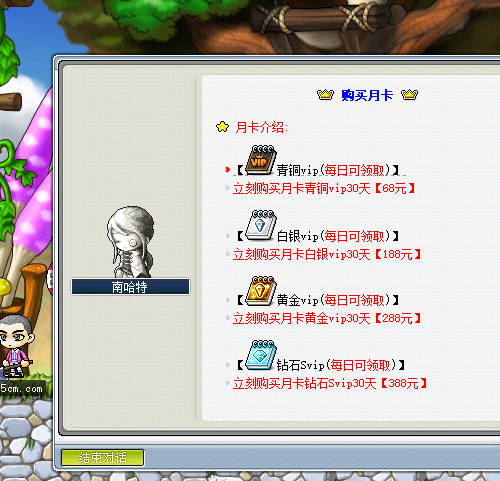 购买月卡
月卡介绍:
【VIP青铜vip(每日可领取)】
立刻购买月卡青铜vip30天【68元】
【白银vip(每日可领取)】
立刻购买月卡白银vip30天【188元】
【黄金vip(每日可领取)】
立刻购买月卡黄金vip30天【288元】
【钻石Svip(每日可领取)】
立刻购买月卡钻石Svip30天【388元】
南哈特
5cm.com
结束对话